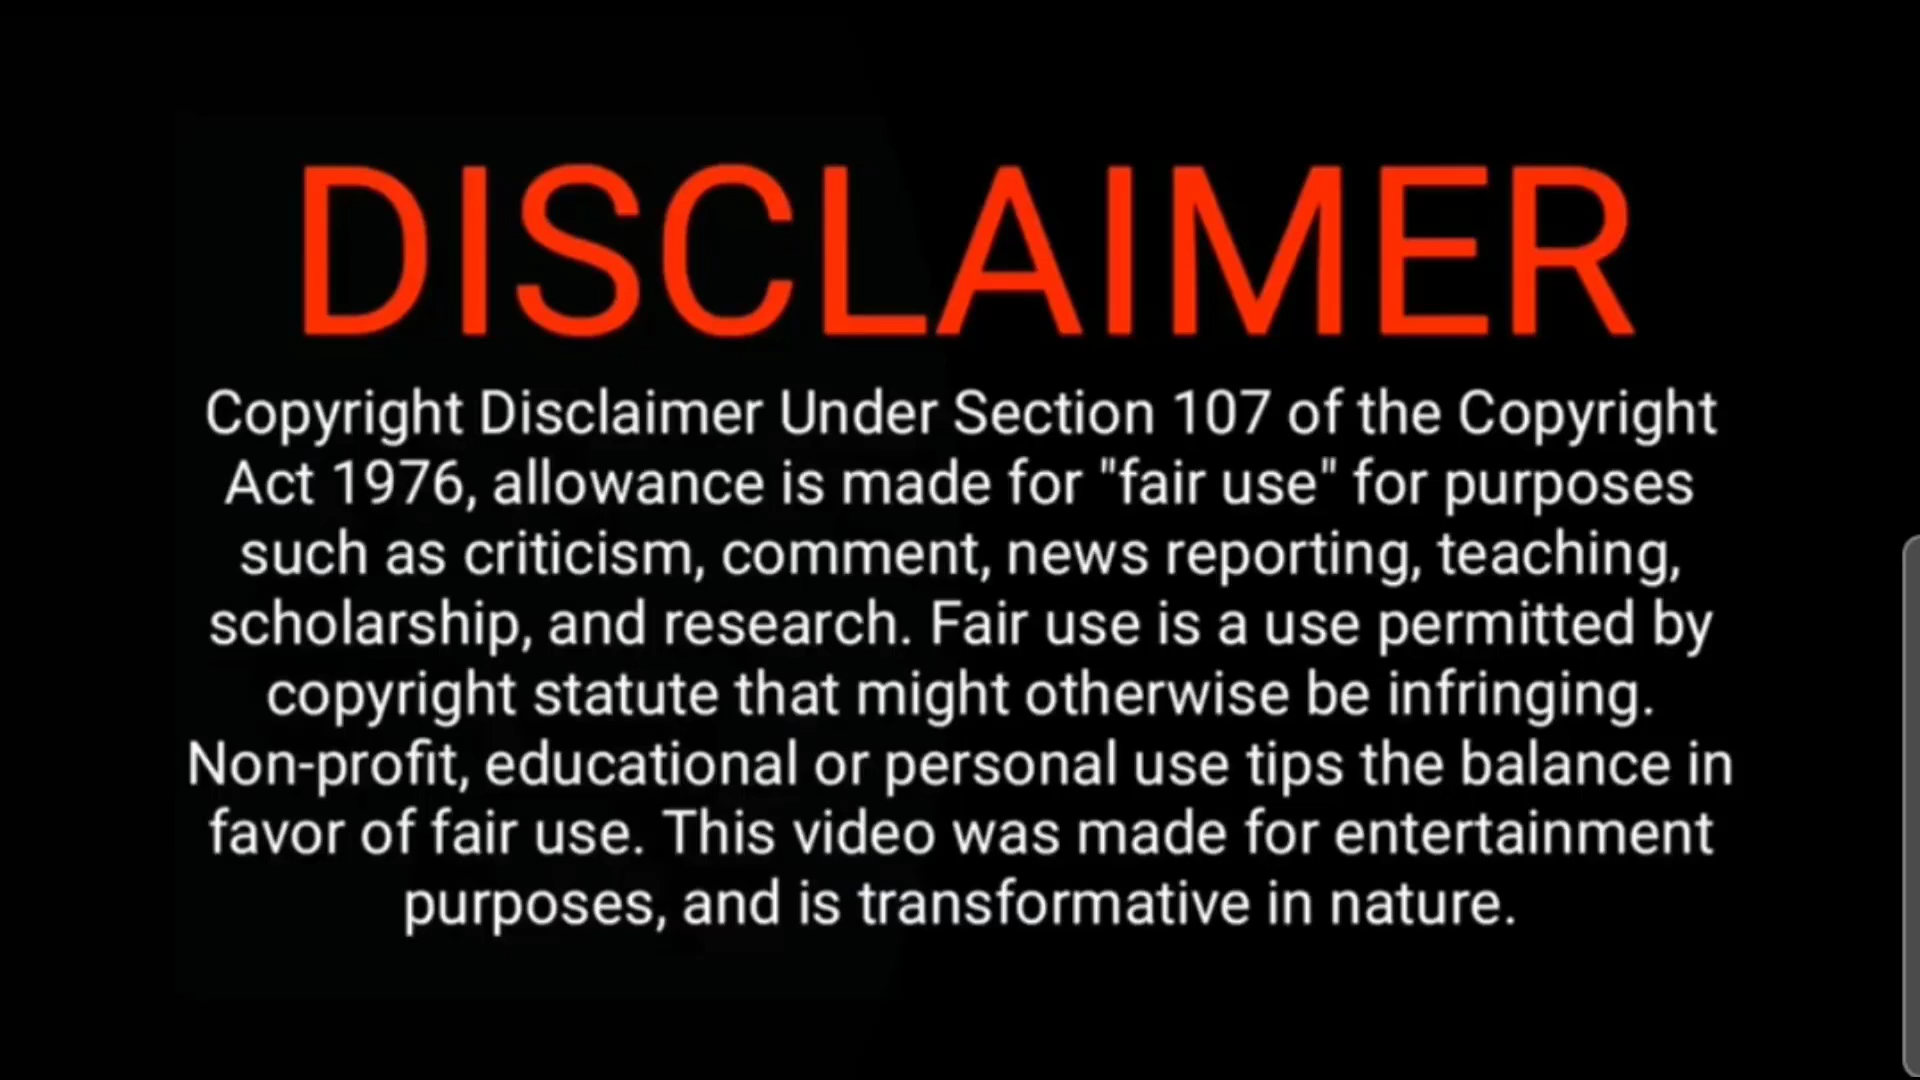 DISCLAIMER
Copyright Disclaimer Under Section 107 of the Copyright
Act 1976, allowance is made for "fair use" for purposes
such as criticism, comment, news reporting, teaching,
scholarship, and research. Fair use is a use permitted by
copyright statute that might otherwise be infringing.
Non-profit, educational or personal use tips the balance in
favor of fair use. This video was made for entertainment
purposes, and is transformative in nature.